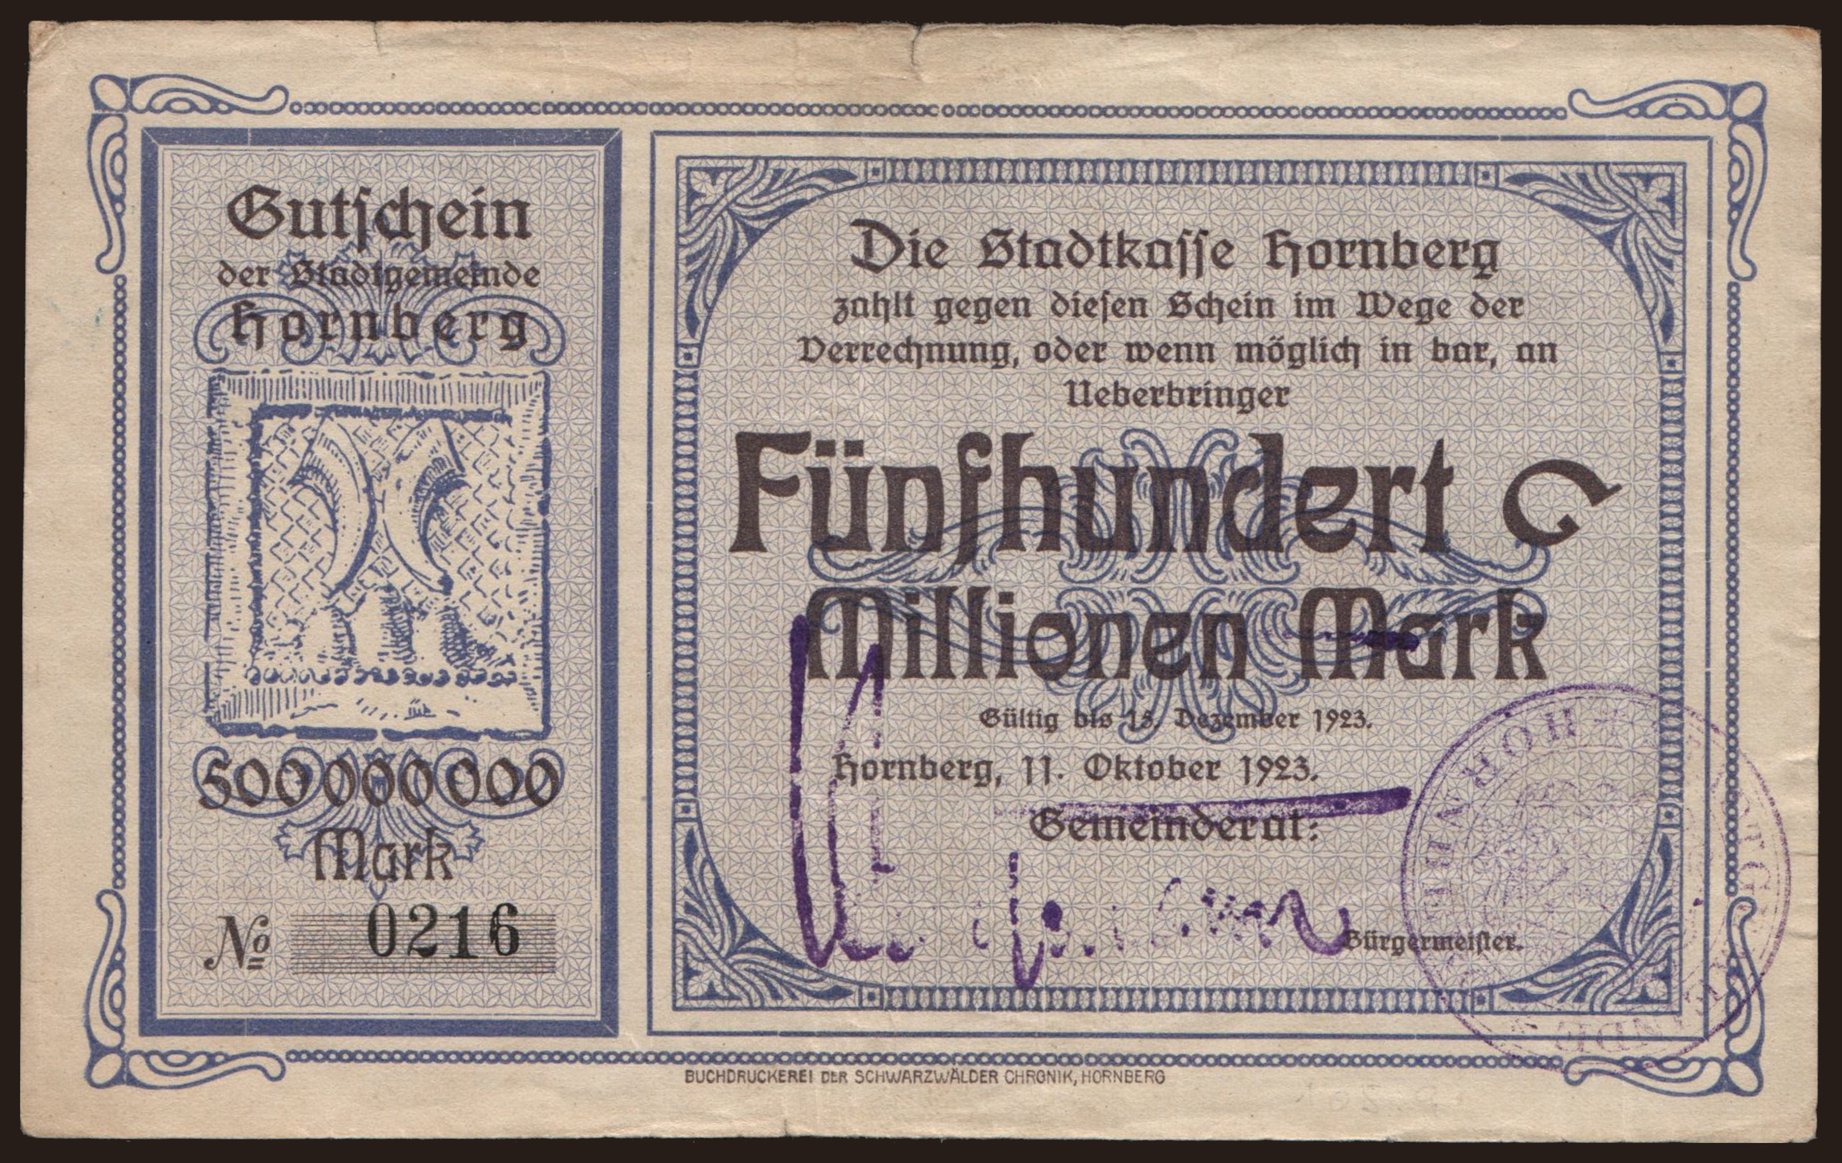 Gutschein
der Stadtgemeinde
Hornberg
500000000
Mark
No 0216
Die Stadtkasse Hornberg
zahlt gegen diesen Schein im Wege der
Verrechnung, oder wenn möglich in bar, an
Ueberbringer
Fünfhundert
Millionen Mark
Gültig bis 15. Dezember 1923.
Hornberg, 11. Oktober 1923.
Gemeinderat:
Bürgermeister.
BUCHDRUCKEREI DER SCHWARZWÄLDER CHRONIK, HORNBERG